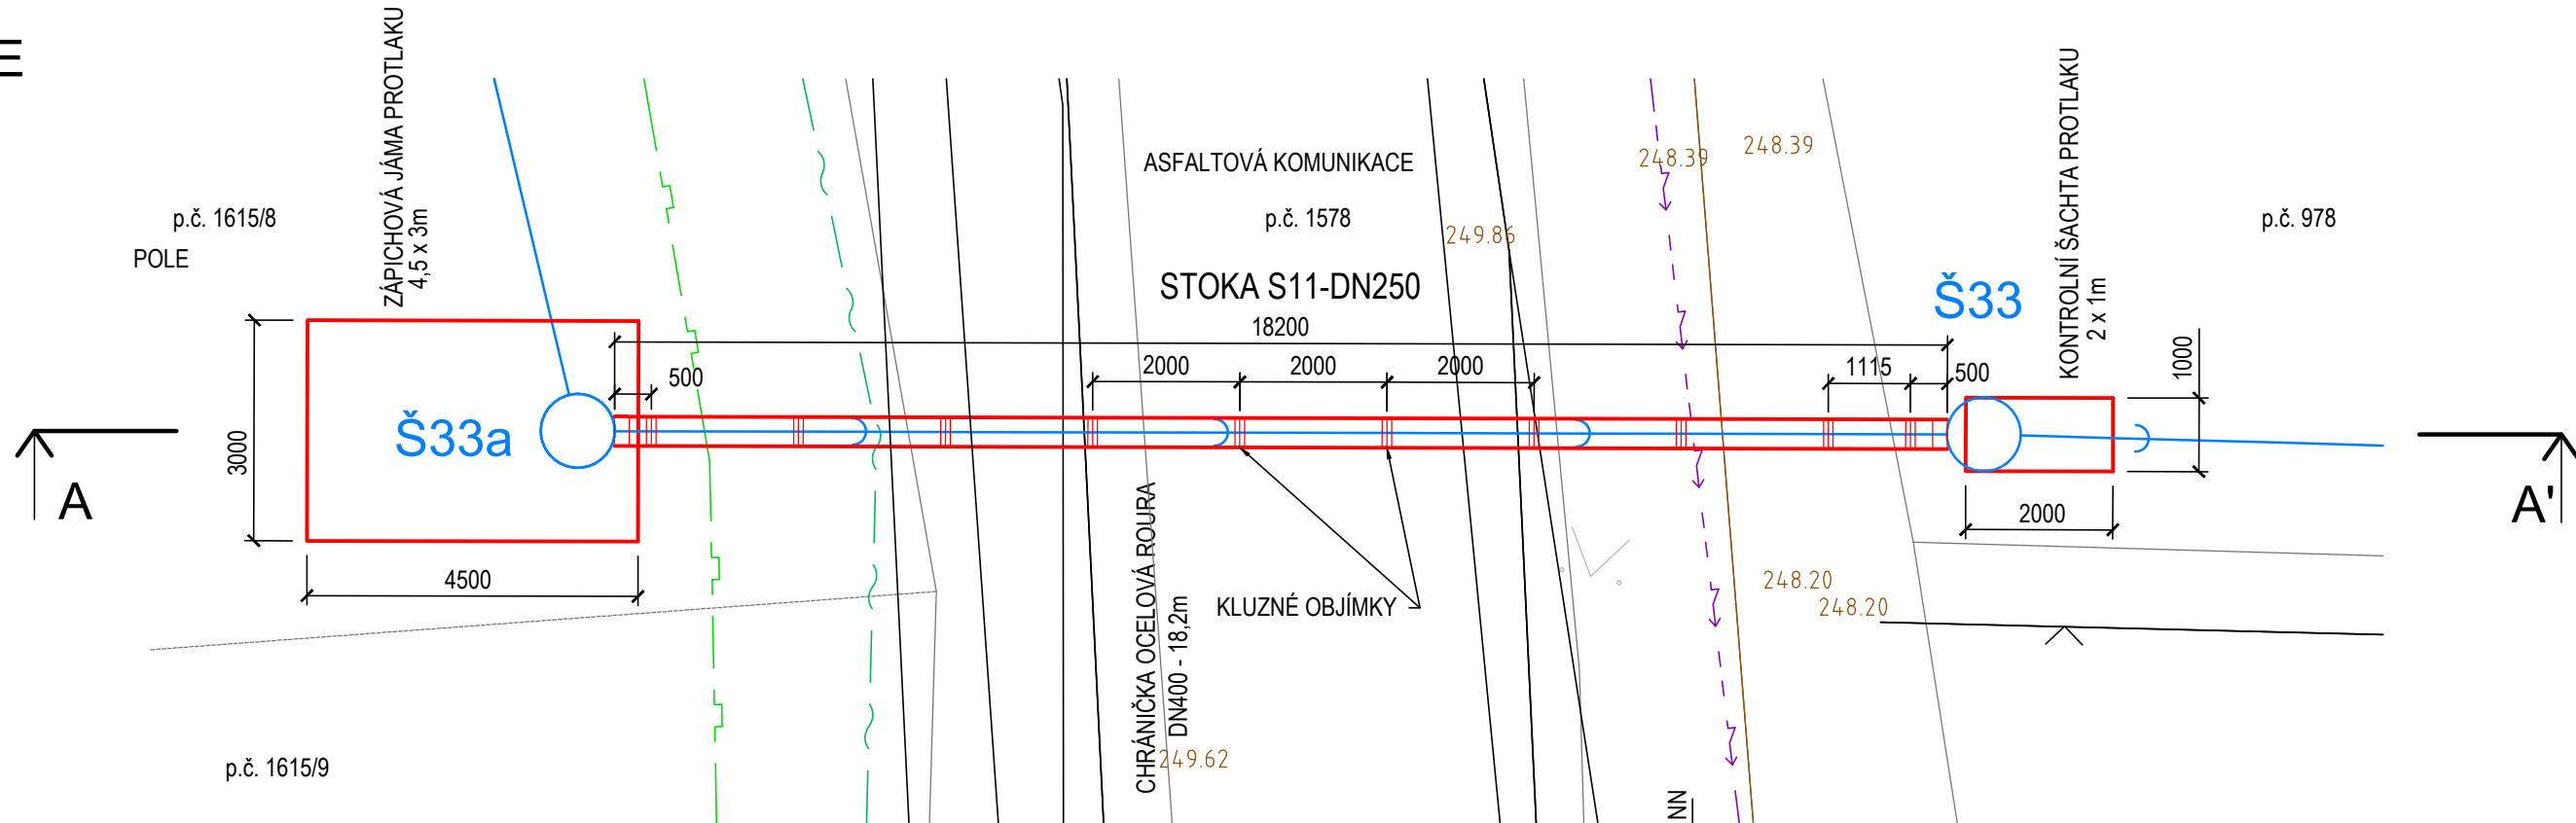 E
ZÁPICHOVÁ JÁMA PROTLAKU
4,5 x 3m
KONTROLNÍ ŠACHTA PROTLAKU
2 x 1m
ASFALTOVÁ KOMUNIKACE
248.39
248.39
p.č. 1615/8
p.č. 1578
p.č. 978
249.86
POLE
STOKA S11-DN250
Š33
18200
2000
2000
2000
1115
500
500
1000
Š33a
3000
A
A'
2000
4500
CHRÁNIČKA OCELOVÁ ROURA
DN400 - 18,2m
KLUZNÉ OBJÍMKY
248.20
248.20
249.62
p.č. 1615/9
NN